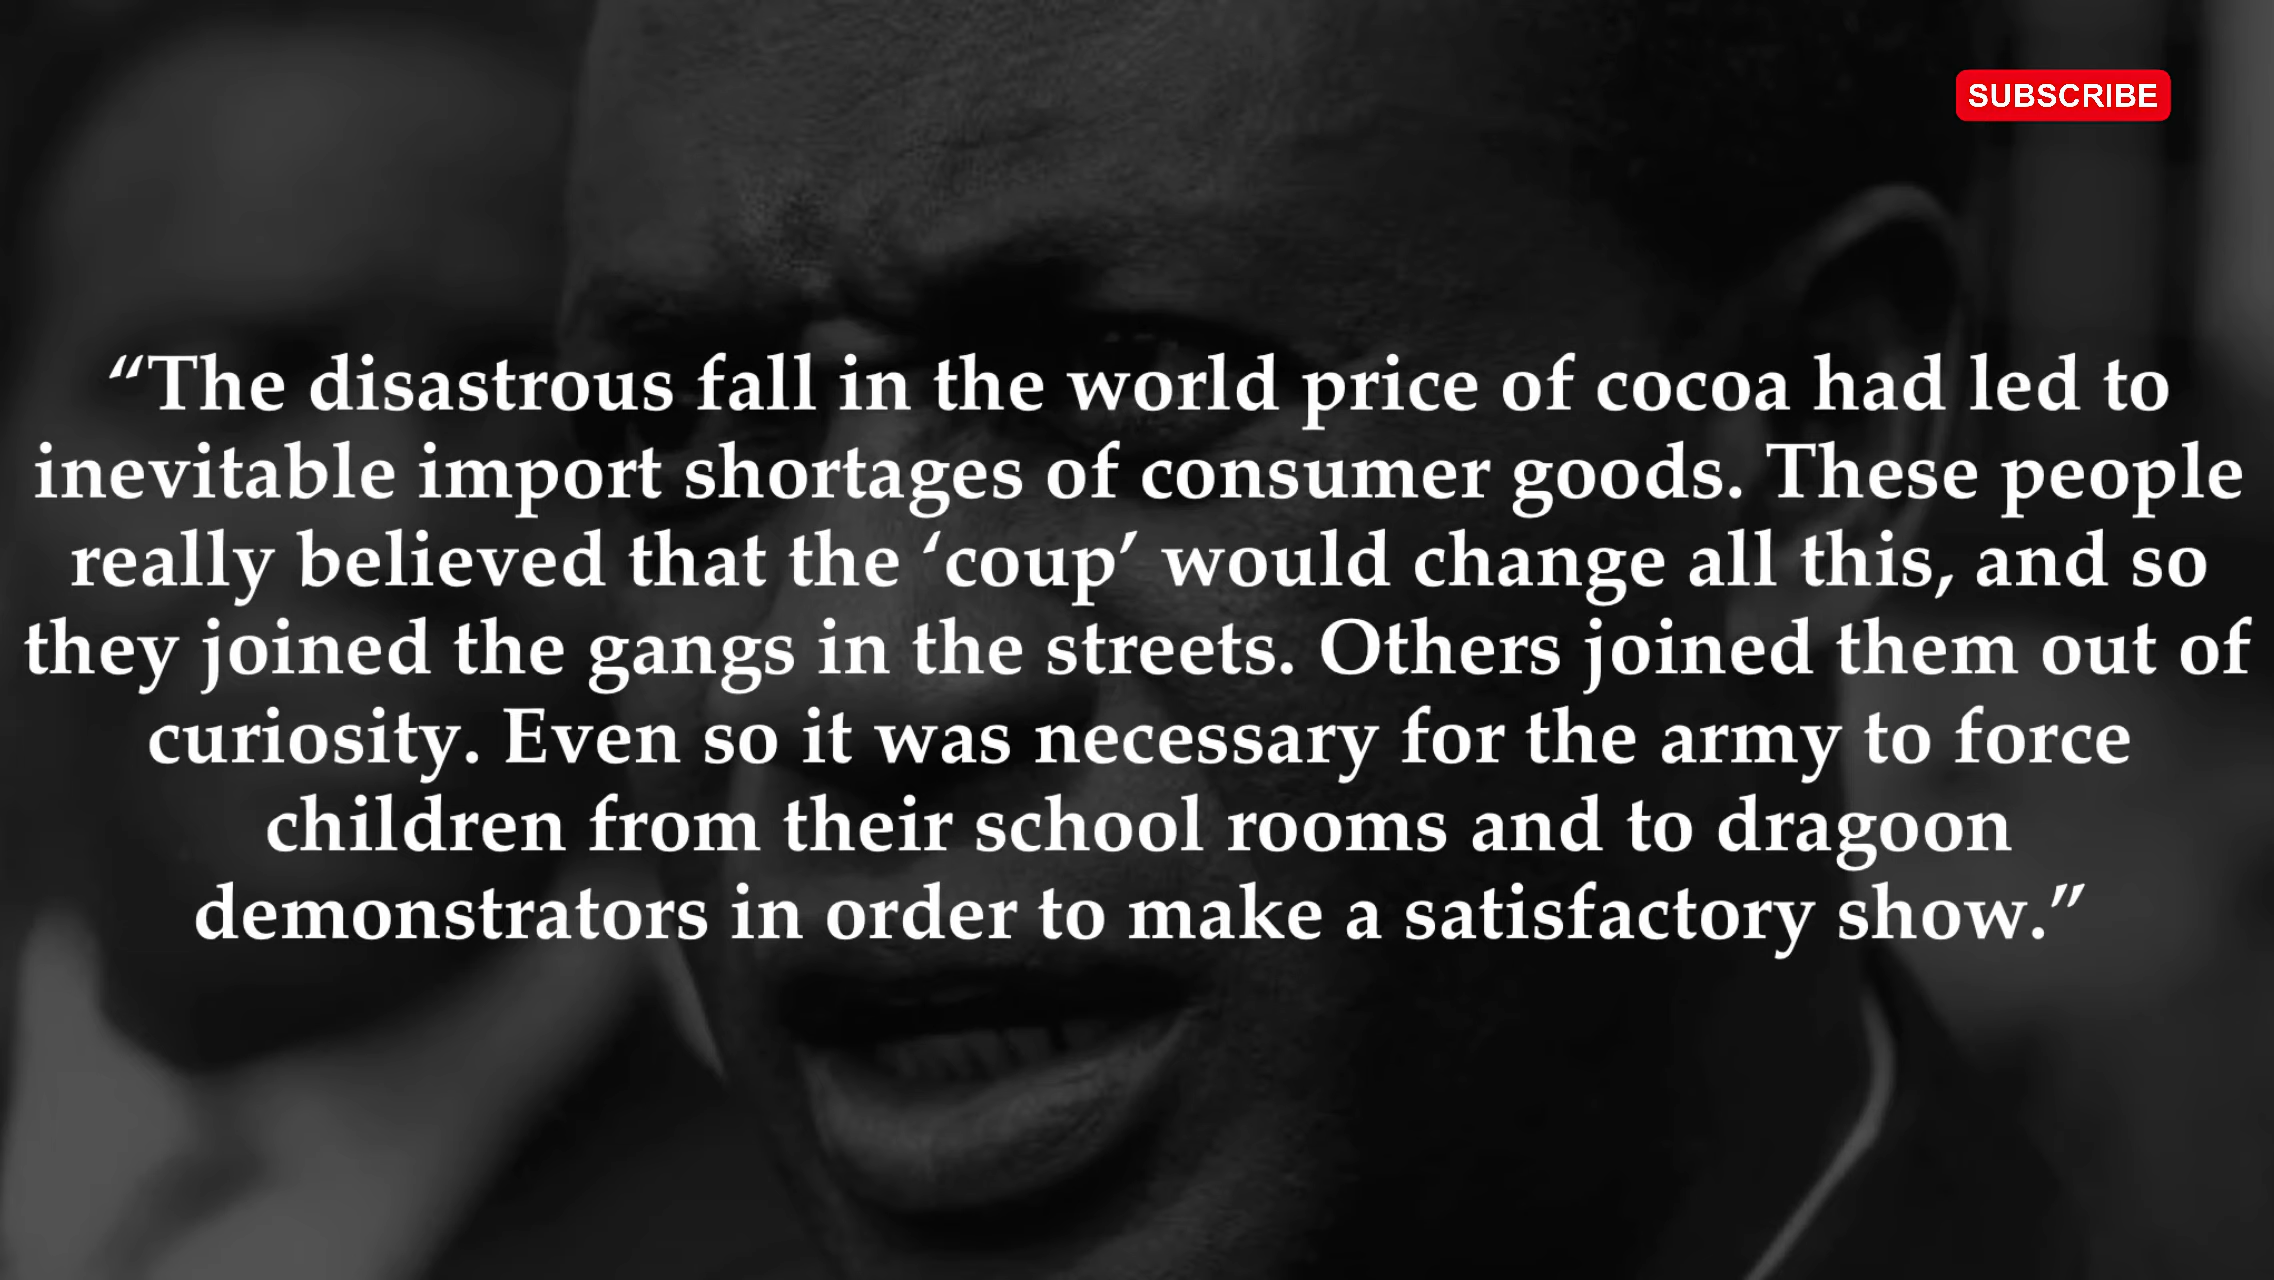 SUBSCRIBE
“The disastrous fall in the world price of cocoa had led to
inevitable import shortages of consumer goods. These people
really believed that the ‘coup’ would change all this, and so
they joined the gangs in the streets. Others joined them out of
curiosity. Even so it was necessary for the army to force
children from their school rooms and to dragoon
demonstrators in order to make a satisfactory show.”